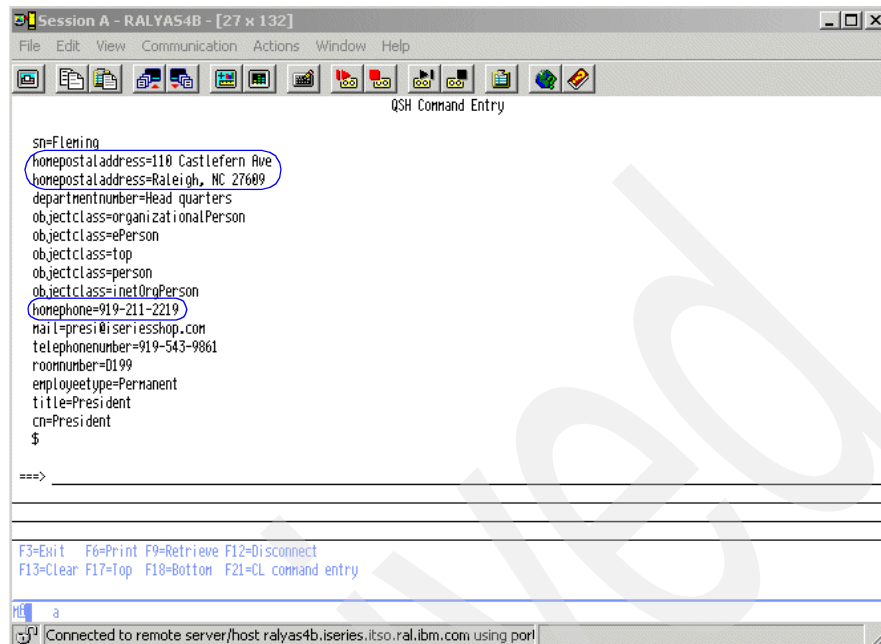 Session A - RALYAS4B - [27 x 132]
File Edit View Communication Actions Window Help
QSH Command Entry
sn=Fleming
homepostaladdress=110 Castlefern Ave
homepostaladdress=Raleigh, NC 27609
departmentnumber=Head quarters
objectclass=organizationalPerson
objectclass=ePerson
objectclass=top
objectclass=person
objectclass=inetOrgPerson
homephone=919-211-2219
mail=presi@iseriesshop.com
telephonenumber=919-543-9861
roomnumber=D199
employeetype=Permanent
title=President
cn=President
$
===>
F3=Exit F6=Print F9=Retrieve F12=Disconnect
F13=Clear F17=Top F18=Bottom F21=CL command entry
a
Connected to remote server/host ralyas4b.iseries.itso.ral.ibm.com using